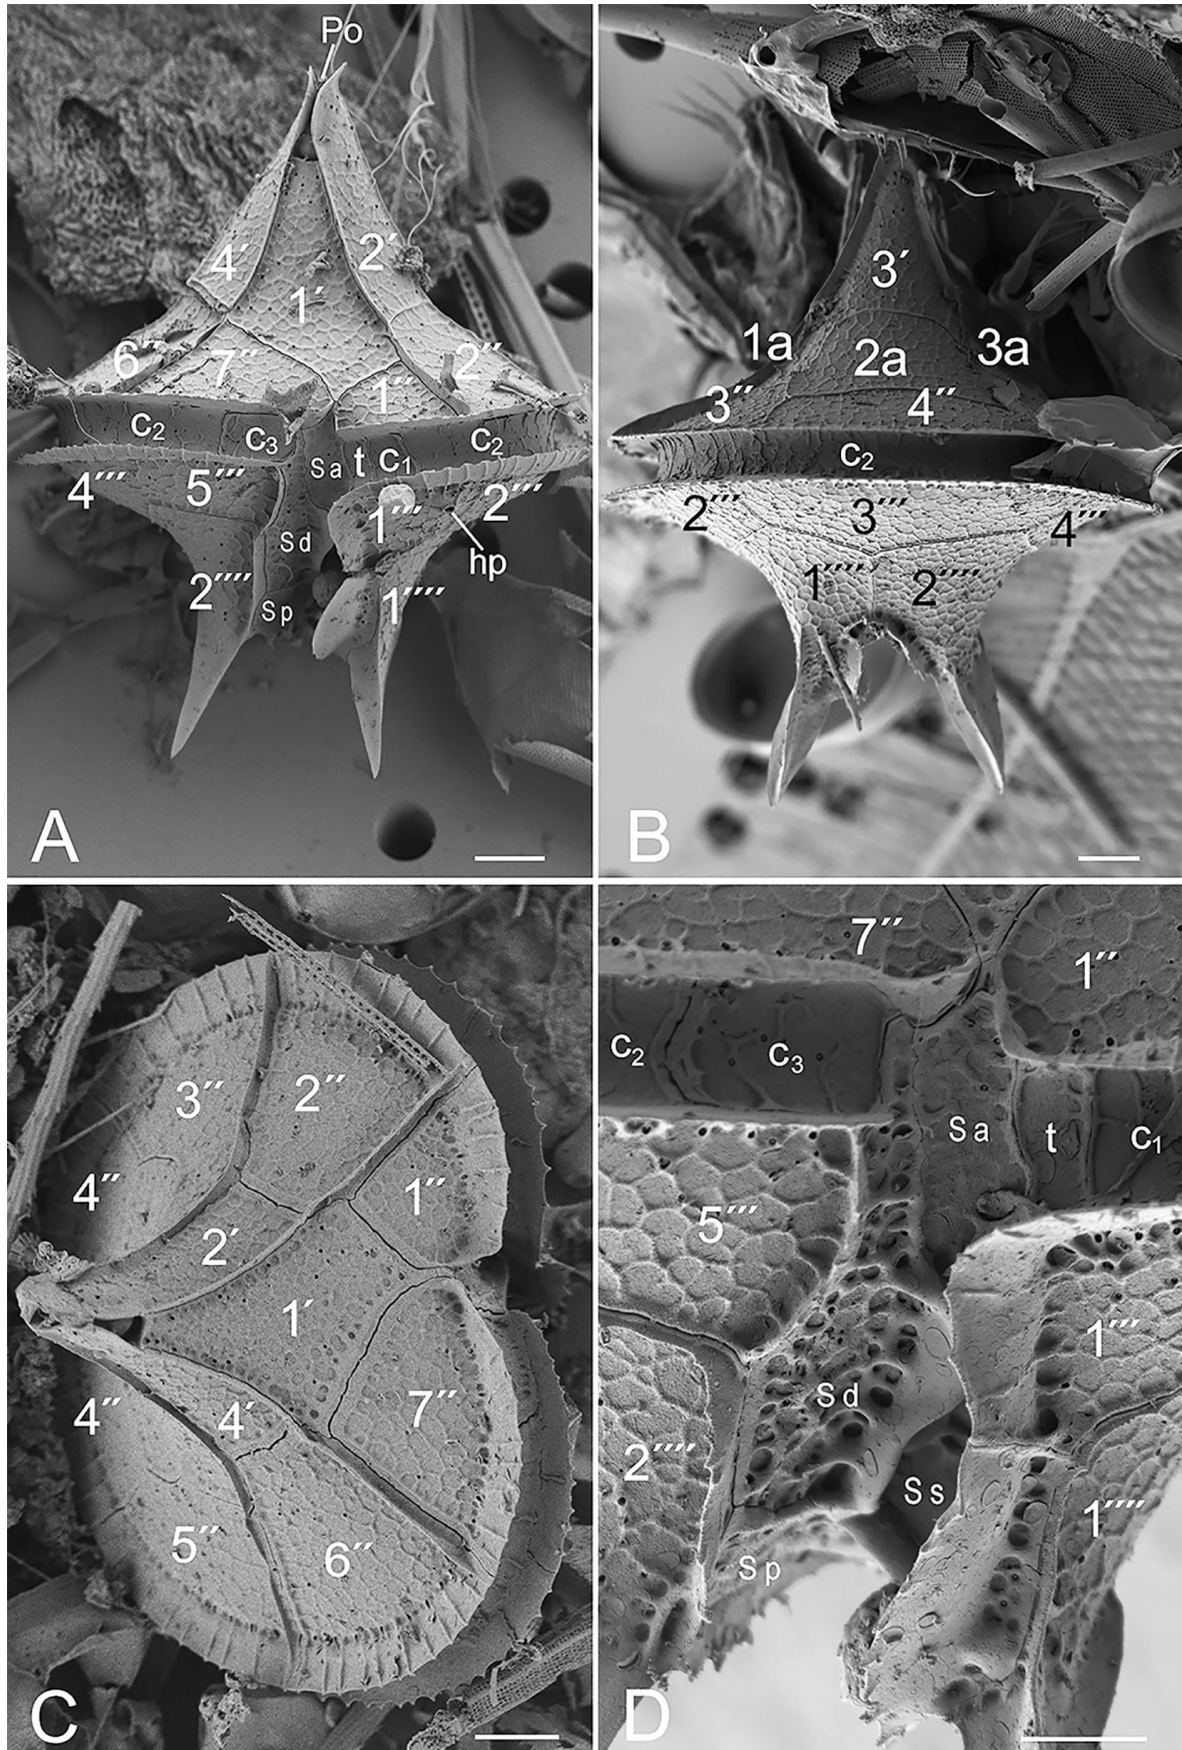 Po
4′ 2′
1′
6″ 7″ 1″ 2″
c₂ c₃ Sa t c₁ c₂
4‴ 5‴ 1‴ 2‴
Sd hp
2⁗ Sp 1⁗
A
3′
1a 2a 3a
3″ 4″
c₂
2‴ 3‴ 4‴
1⁗ 2⁗
B
3″ 2″
4″ 1″
2′
1′
4″ 4′ 7″
5″ 6″
C
7″ 1″
c₂ c₃ Sa t c₁
5‴ 1‴
Sd
2⁗ Ss 1⁗
Sp
D